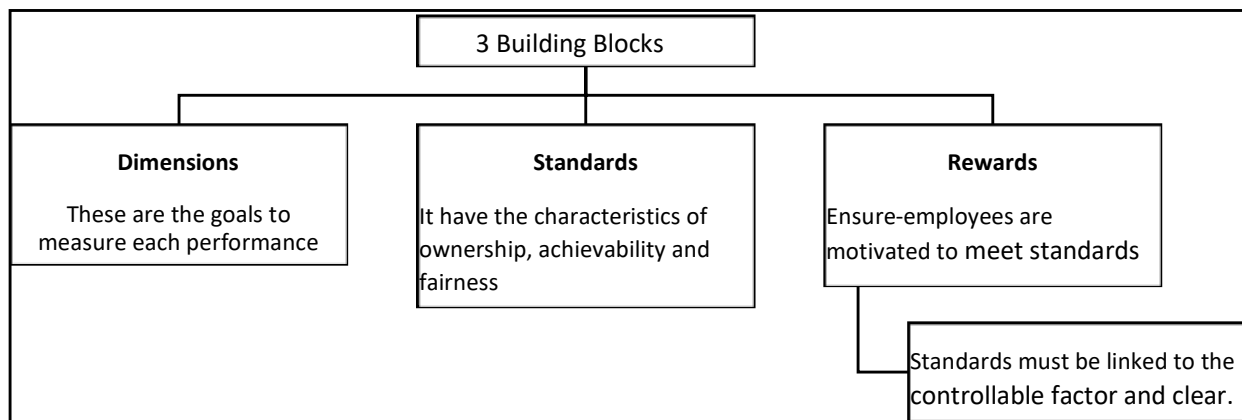 3 Building Blocks
Dimensions
These are the goals to
measure each performance
Standards
It have the characteristics of
ownership, achievability and
fairness
Rewards
Ensure-employees are
motivated to meet standards
Standards must be linked to the
controllable factor and clear.